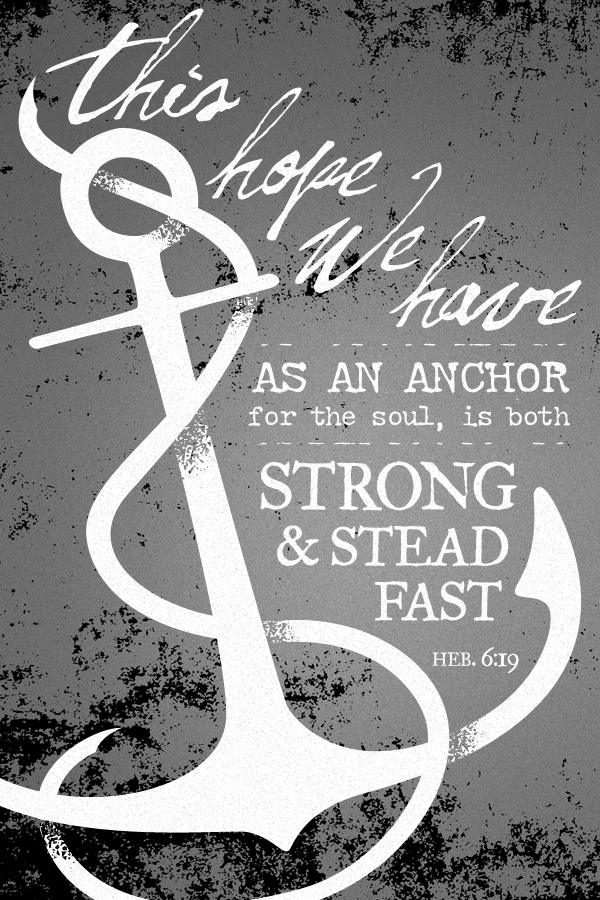 this
hope
We
have
AS AN ANCHOR
for the soul, is both
STRONG
& STEAD
FAST
HEB. 6:19